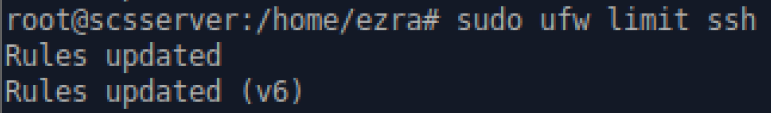 root@scsserver:/home/ezra# sudo ufw limit ssh
Rules updated
Rules updated (v6)